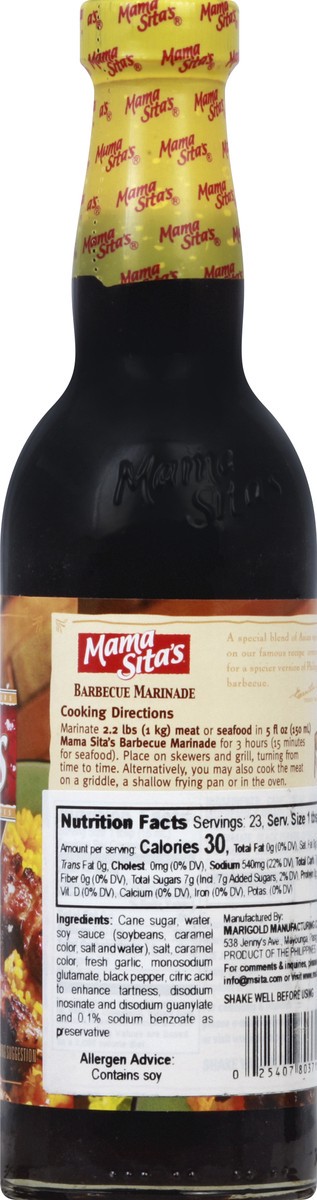 Mama Sita's
Mama
Sita's
BARBECUE MARINADE
A special blend of
on our famous
for a spicier version of
barbecue.
Cooking Directions
Marinate 2.2 lbs (1 kg) meat or seafood in 5 fl oz (150 ml)
Mama Sita's Barbecue Marinade for 3 hours (15 minutes
for seafood). Place on skewers and grill, turning from
time to time. Alternatively, you may also cook the meat
on a griddle, a shallow frying pan or in the oven.
Nutrition Facts Servings: 23, Serv. Size 1
Amount per serving: Calories 30, Total Fat 0g (0% DV), Sat. Fat
Trans Fat 0g, Cholest. 0mg (0% DV), Sodium 540mg (22% DV), Total Carb.
Fiber 0g (0% DV), Total Sugars 7g (Incl. 7g Added Sugars, 2% DV), Protein
Vit. D (0% DV), Calcium (0% DV), Iron (0% DV), Potas. (0% DV)
Ingredients: Cane sugar, water,
soy sauce (soybeans, caramel
color, salt and water), salt, caramel
color, fresh garlic, monosodium
glutamate, black pepper, citric acid
to enhance tartness, disodium
inosinate and disodium guanylate
and 0.1% sodium benzoate as
preservative
Allergen Advice:
Contains soy
Manufactured By:
MARIGOLD MANUFACTURING
538 Jenny's Ave., Maybunga,
PRODUCT OF THE PHILIPPINES
For comments & inquiries, please
info@msita.com or visit www.
SHAKE WELL BEFORE USING
0 25407 8037
SUGGESTION